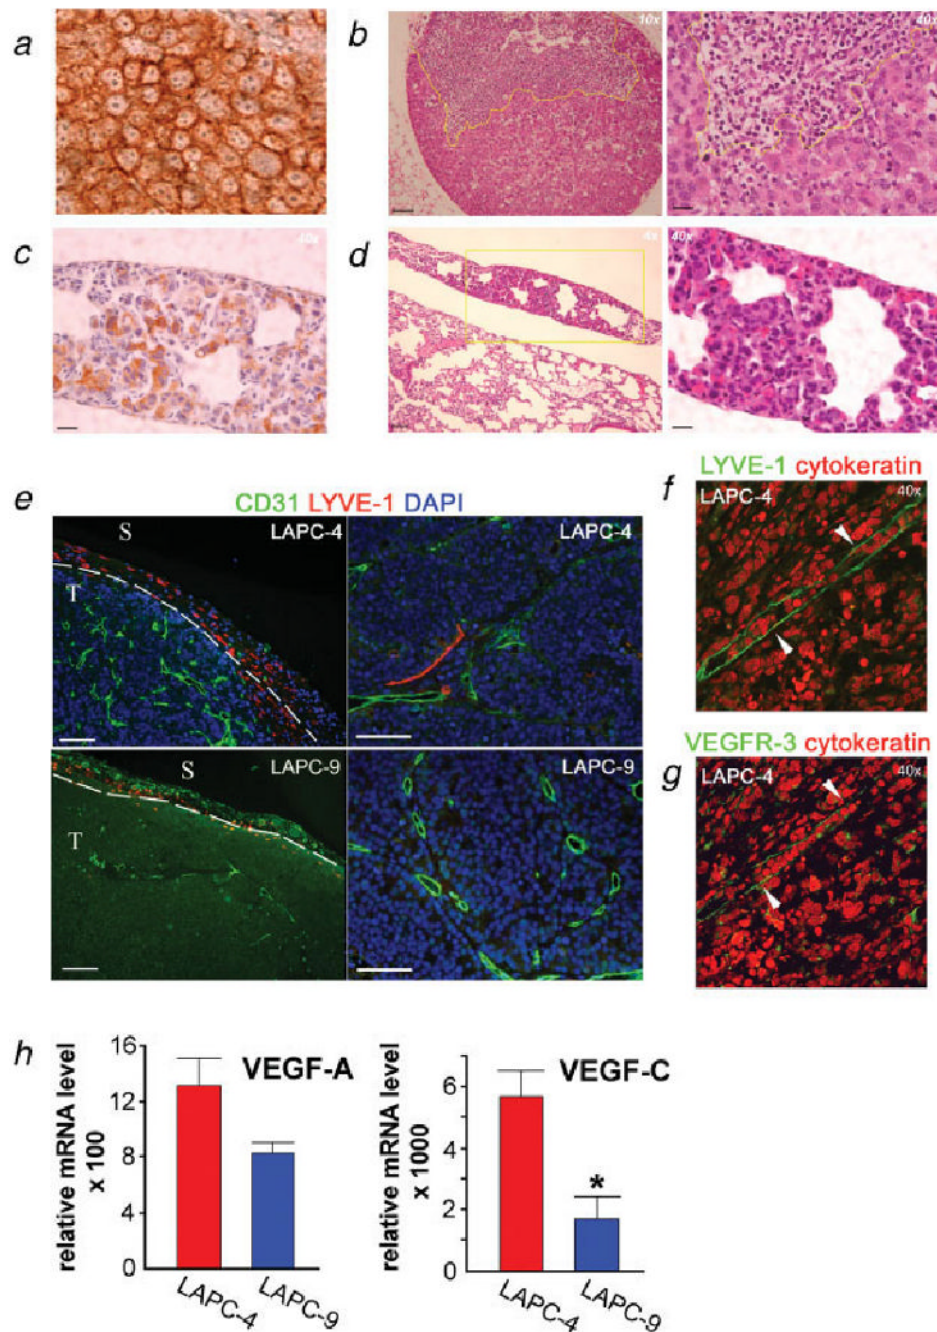 a
b
10x
40x
c
40x
d
4x
40x
e
CD31 LYVE-1 DAPI
S
LAPC-4
T
LAPC-4
S
LAPC-9
T
LAPC-9
f
LYVE-1 cytokeratin
LAPC-4
40x
VEGFR-3 cytokeratin
g
LAPC-4
40x
h
relative mRNA level
x 100
16
12
8
4
0
VEGF-A
LAPC-4
LAPC-9
relative mRNA level
x 1000
6
4
2
0
VEGF-C
*
LAPC-4
LAPC-9